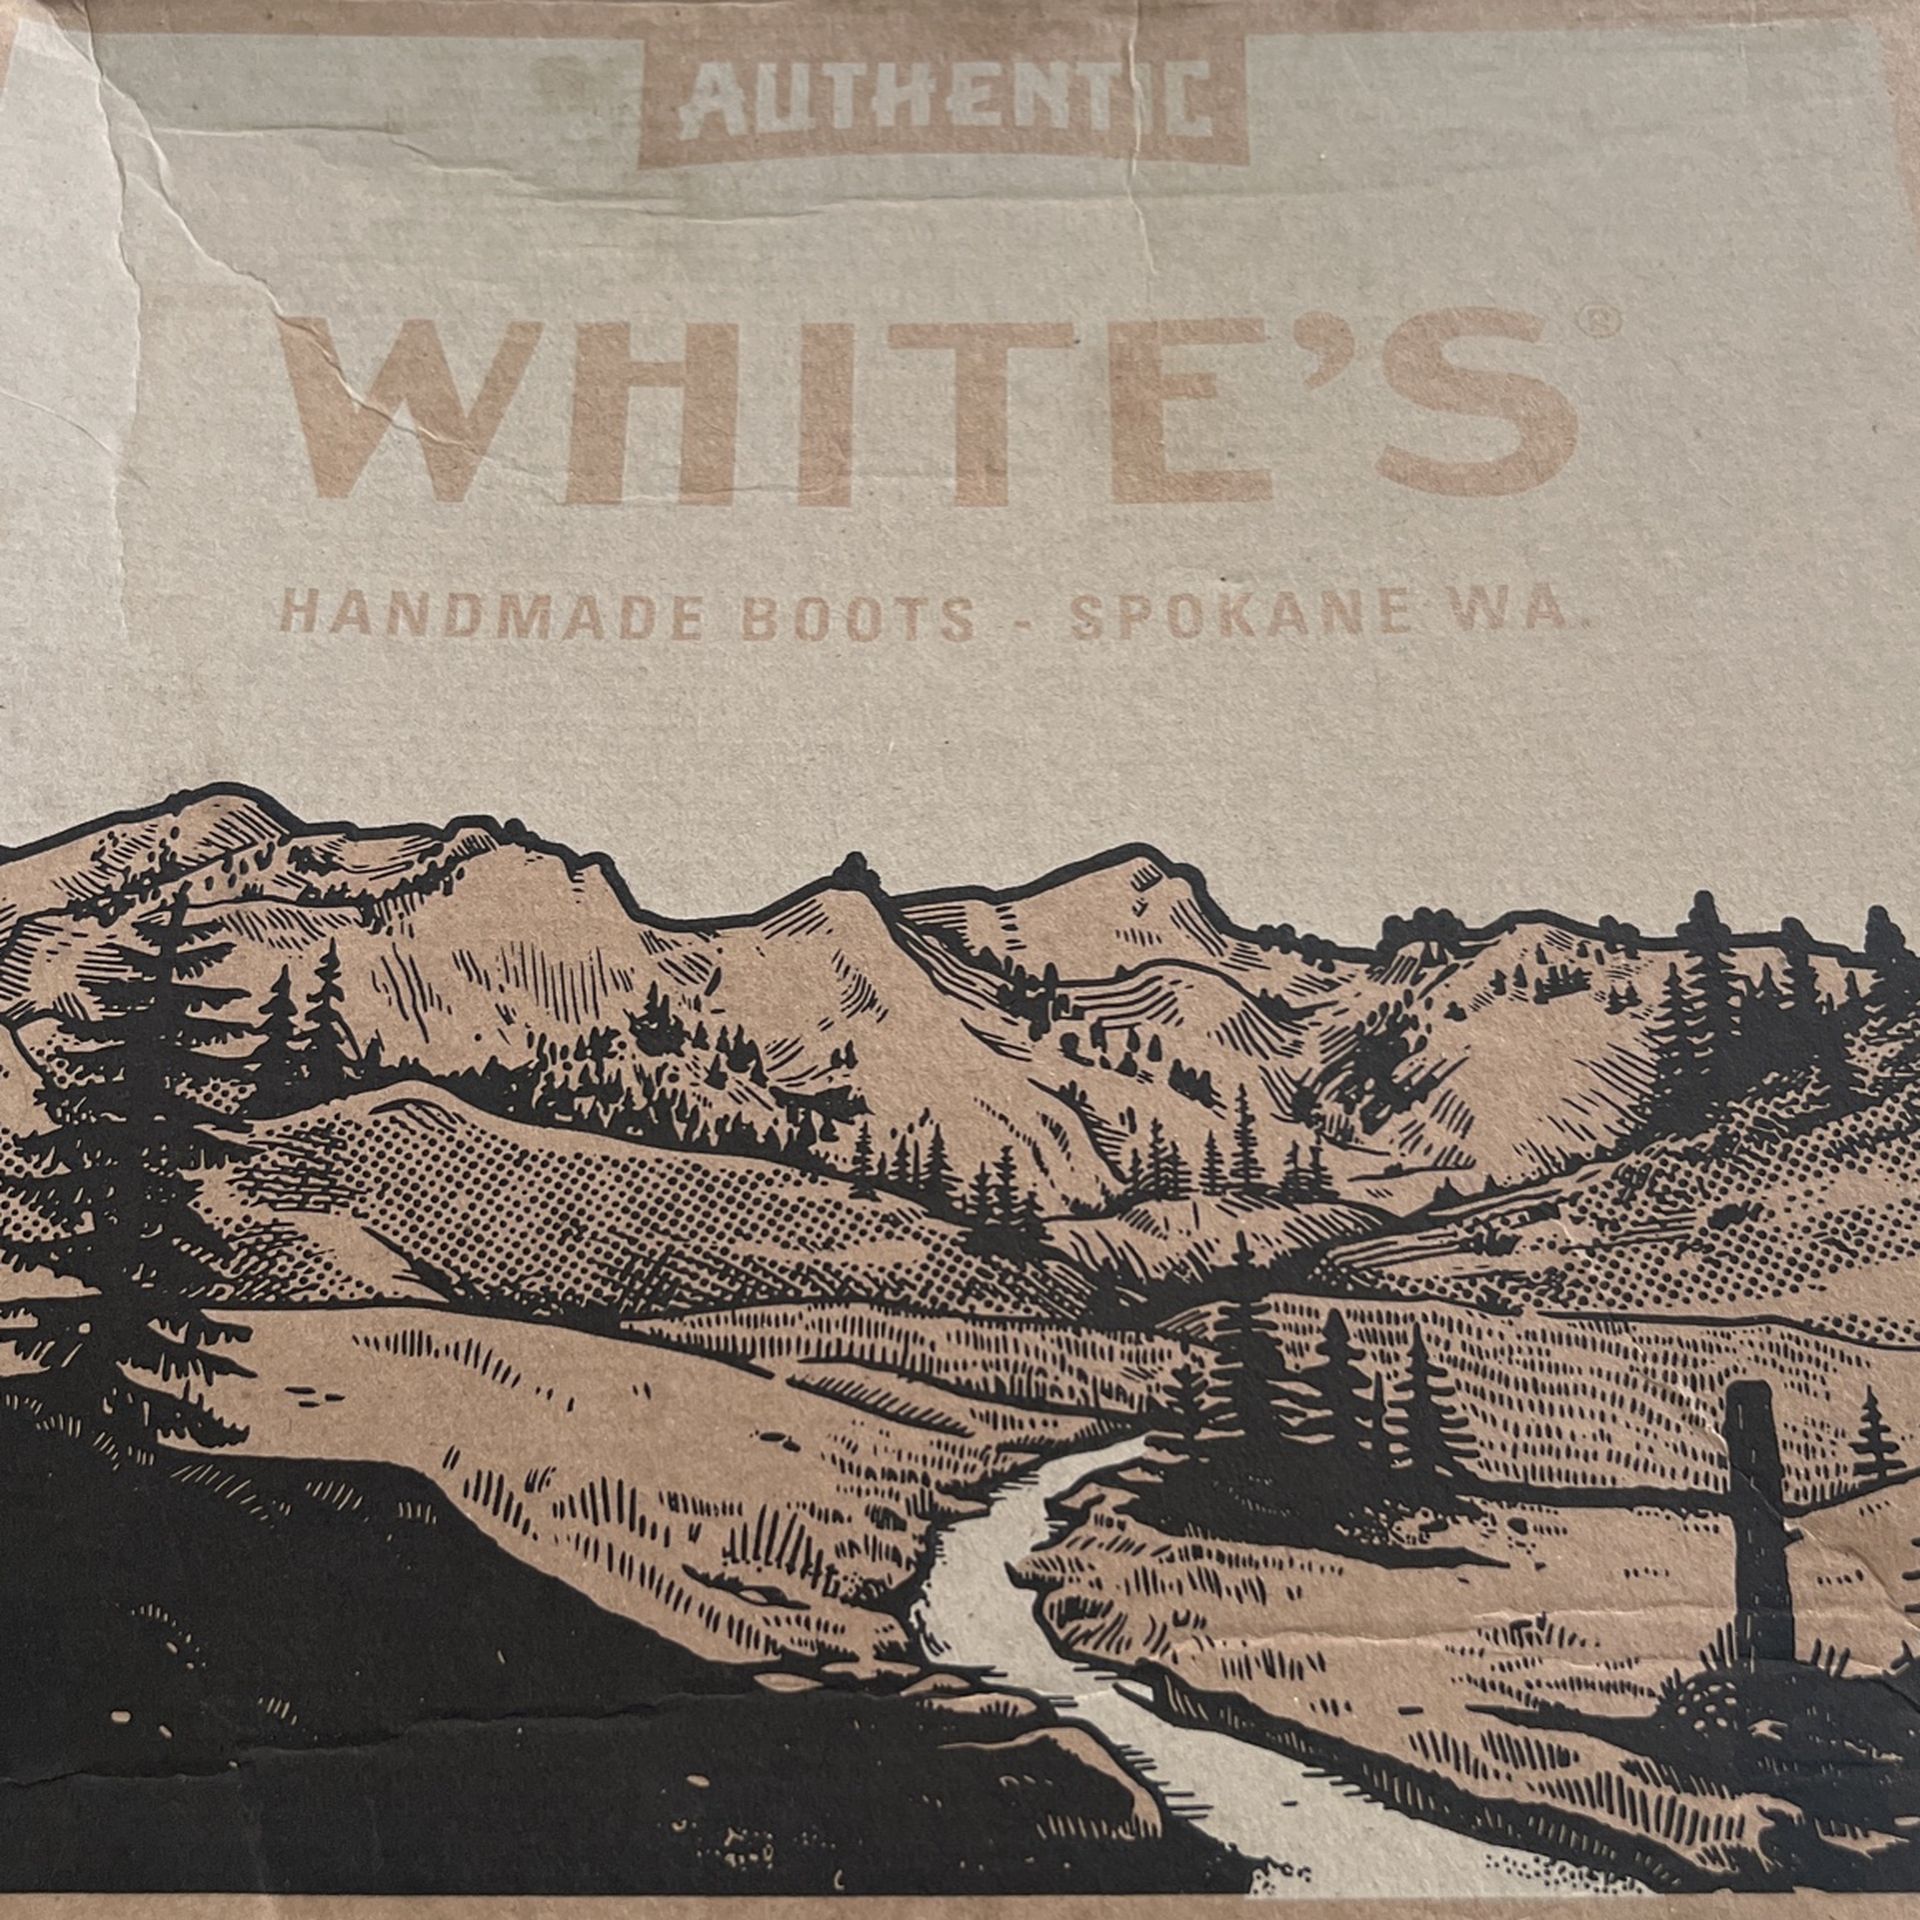 AUTHENTIC
WHITE'S®
HANDMADE BOOTS - SPOKANE WA.